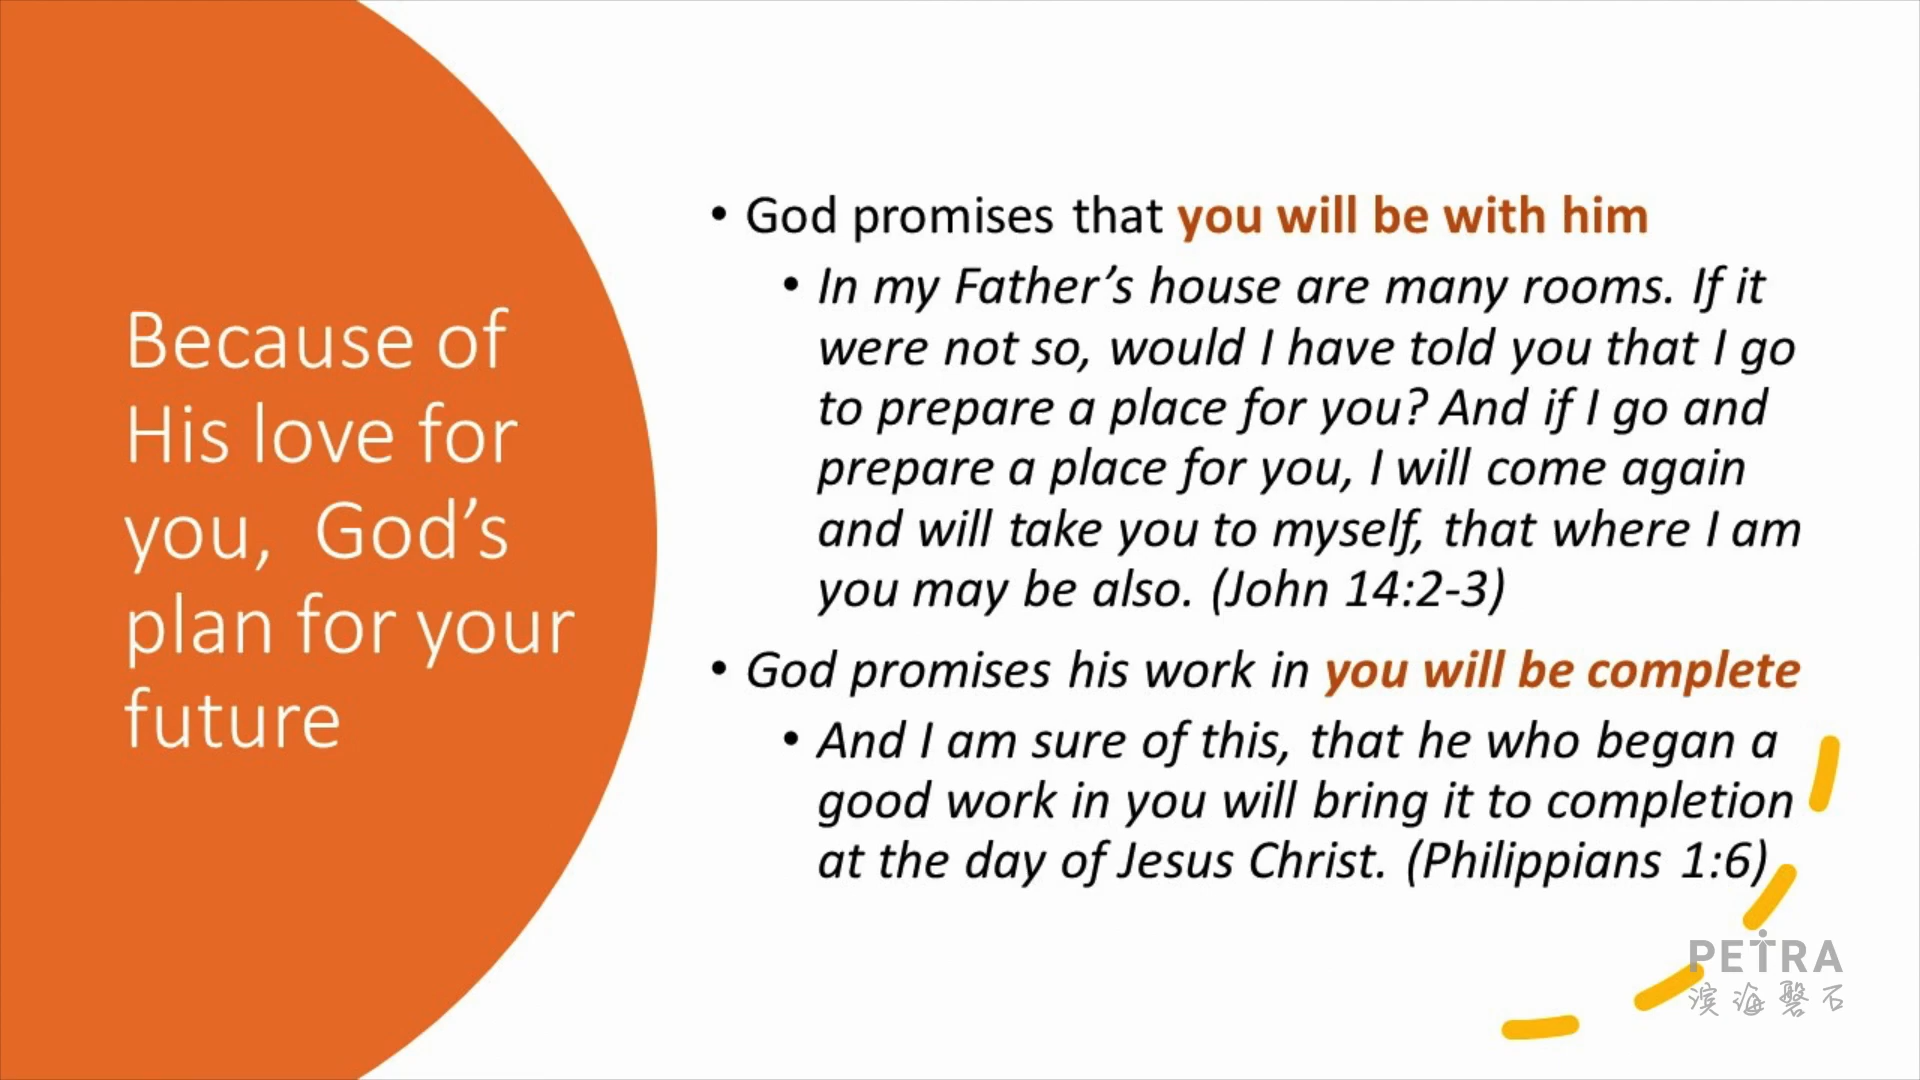 Because of
His love for
you, God’s
plan for your
future
• God promises that you will be with him
• In my Father’s house are many rooms. If it
were not so, would I have told you that I go
to prepare a place for you? And if I go and
prepare a place for you, I will come again
and will take you to myself, that where I am
you may be also. (John 14:2-3)
• God promises his work in you will be complete
• And I am sure of this, that he who began a
good work in you will bring it to completion
at the day of Jesus Christ. (Philippians 1:6)
PETRA
滨海磐石